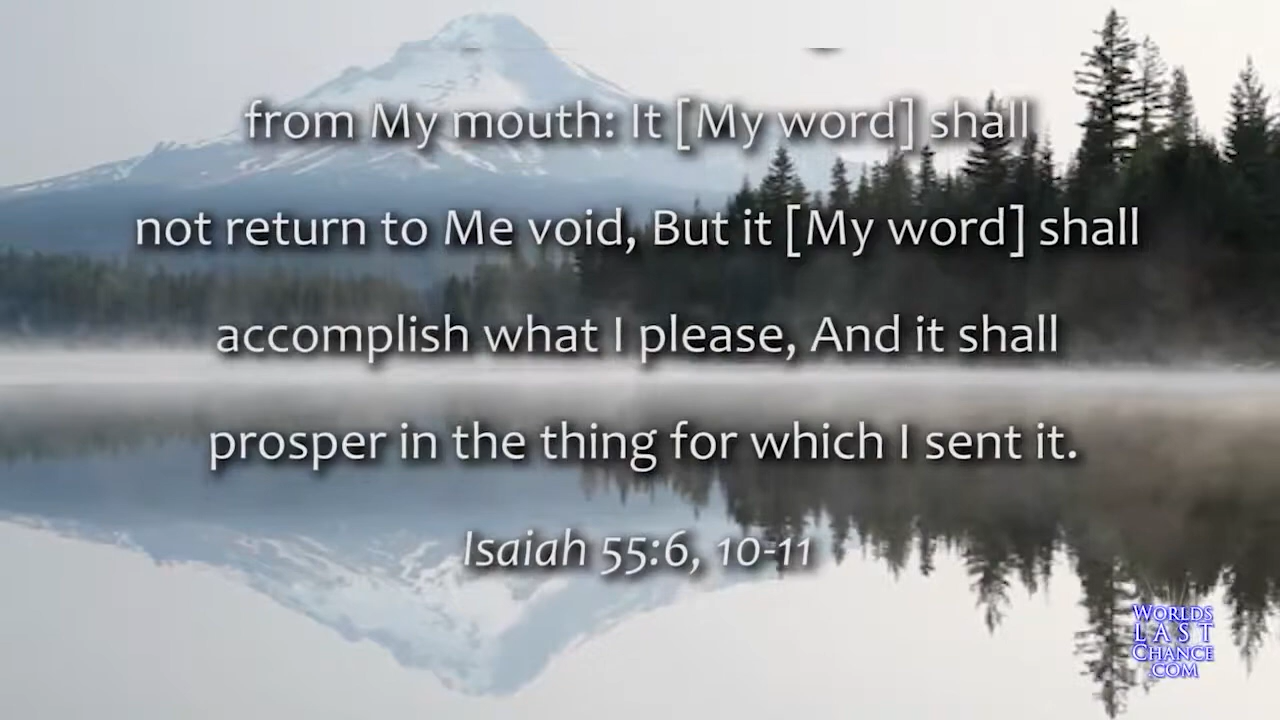 from My mouth: It [My word] shall
not return to Me void, But it [My word] shall
accomplish what I please, And it shall
prosper in the thing for which I sent it.
Isaiah 55:6, 10-11
WORLDS
LAST
CHANCE
.COM